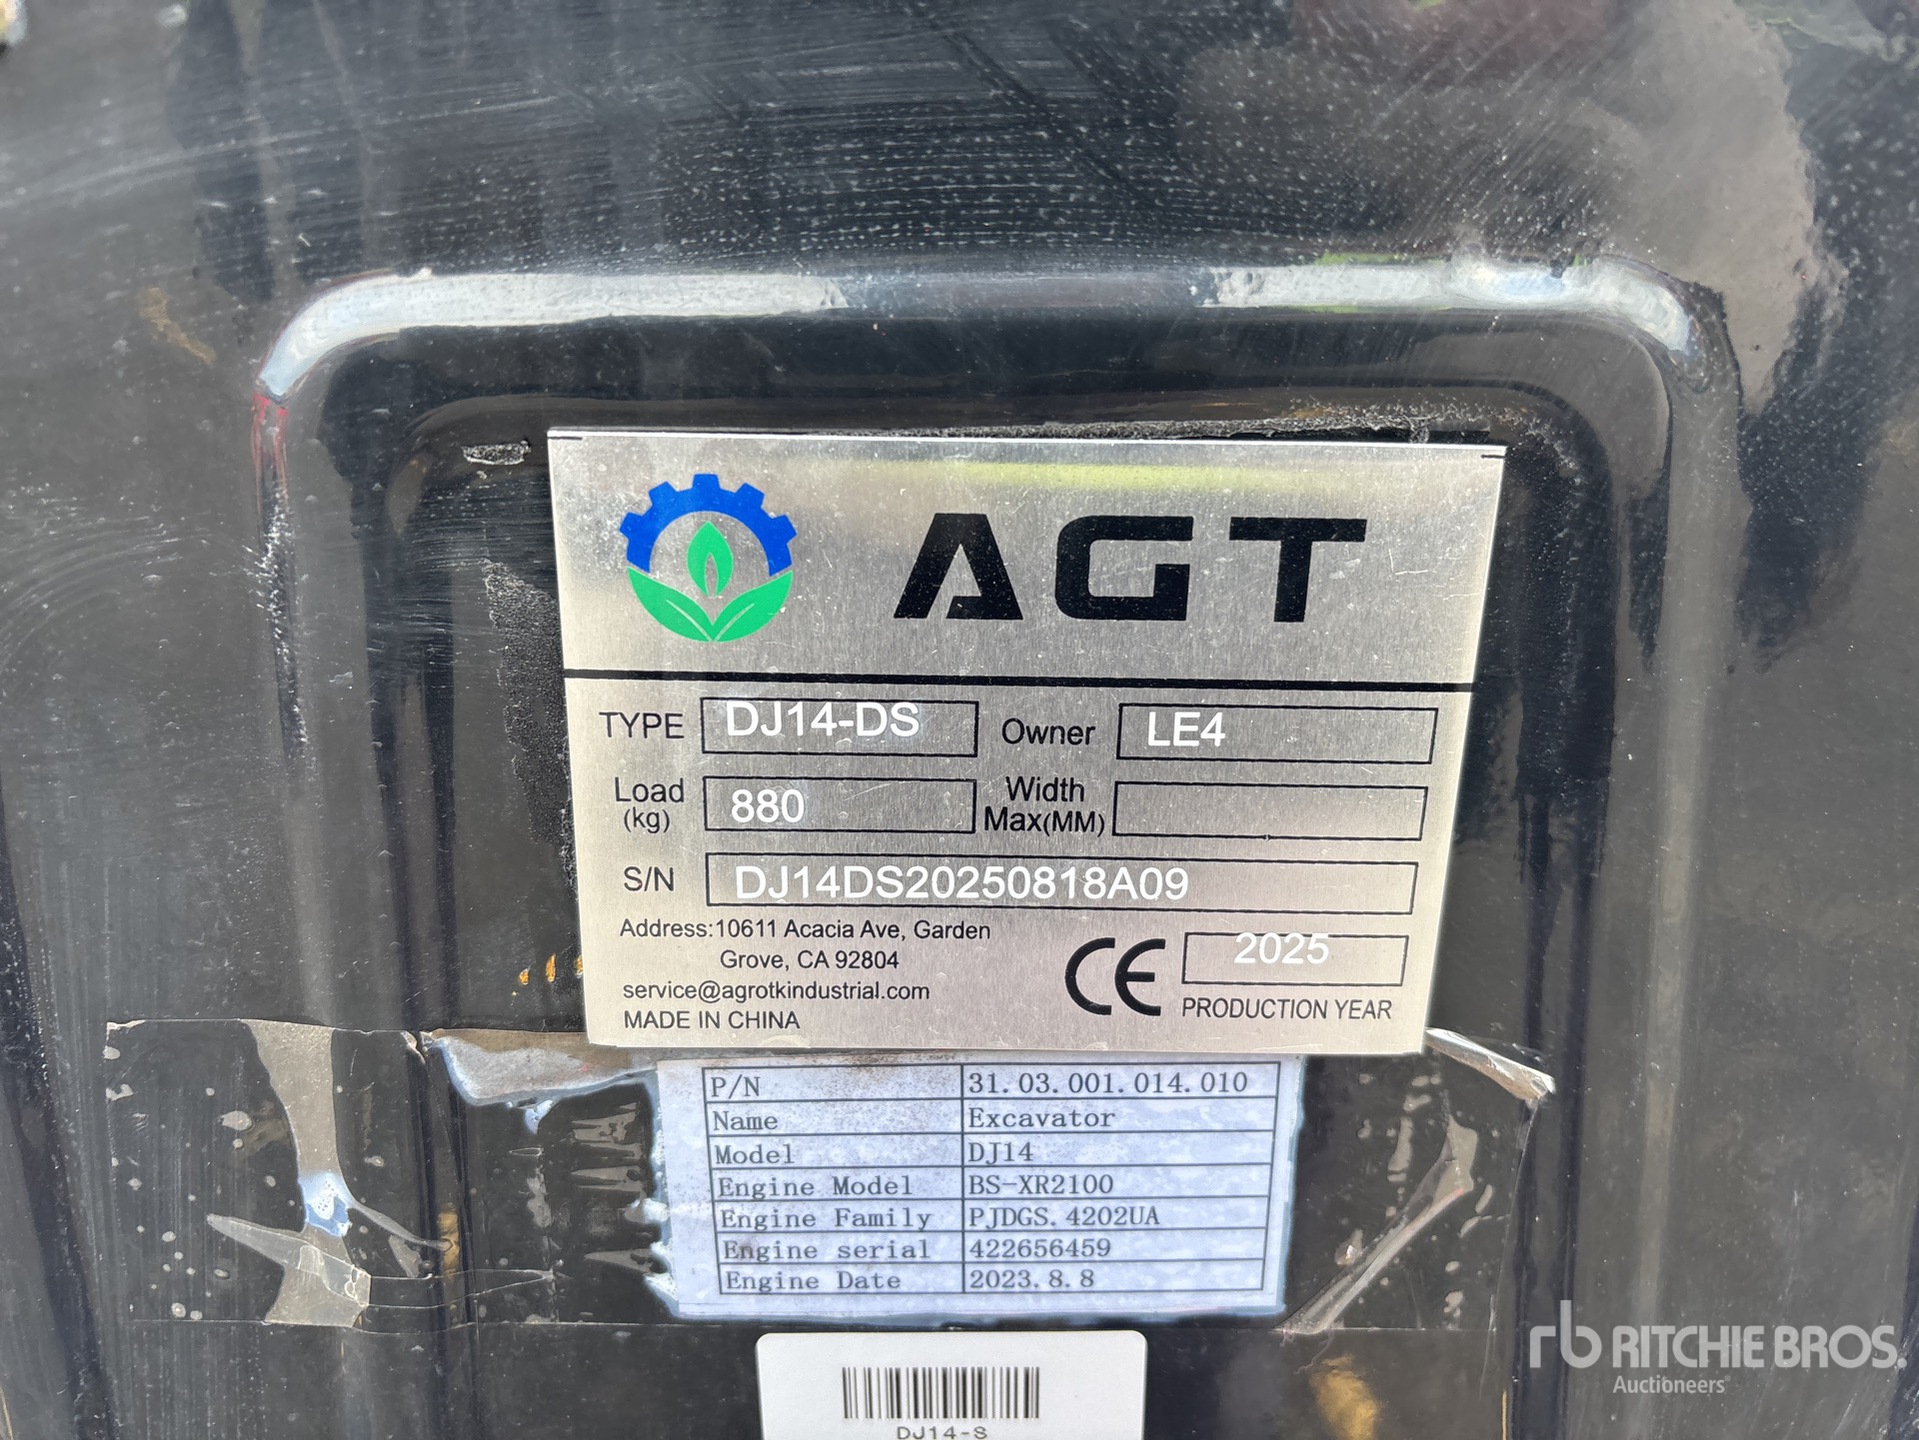 AGT
TYPE DJ14-DS Owner LE4
Load (kg) 880 Width Max(MM)
S/N DJ14DS20250818A09
Address:10611 Acacia Ave, Garden
Grove, CA 92804
service@agrotkindustrial.com
MADE IN CHINA
CE 2025
PRODUCTION YEAR
P/N 31.03.001.014.010
Name Excavator
Model DJ14
Engine Model BS-XR2100
Engine Family PJDGS.4202UA
Engine serial 422656459
Engine Date 2023.8.8
DJ14-S
rb RITCHIE BROS.
Auctioneers